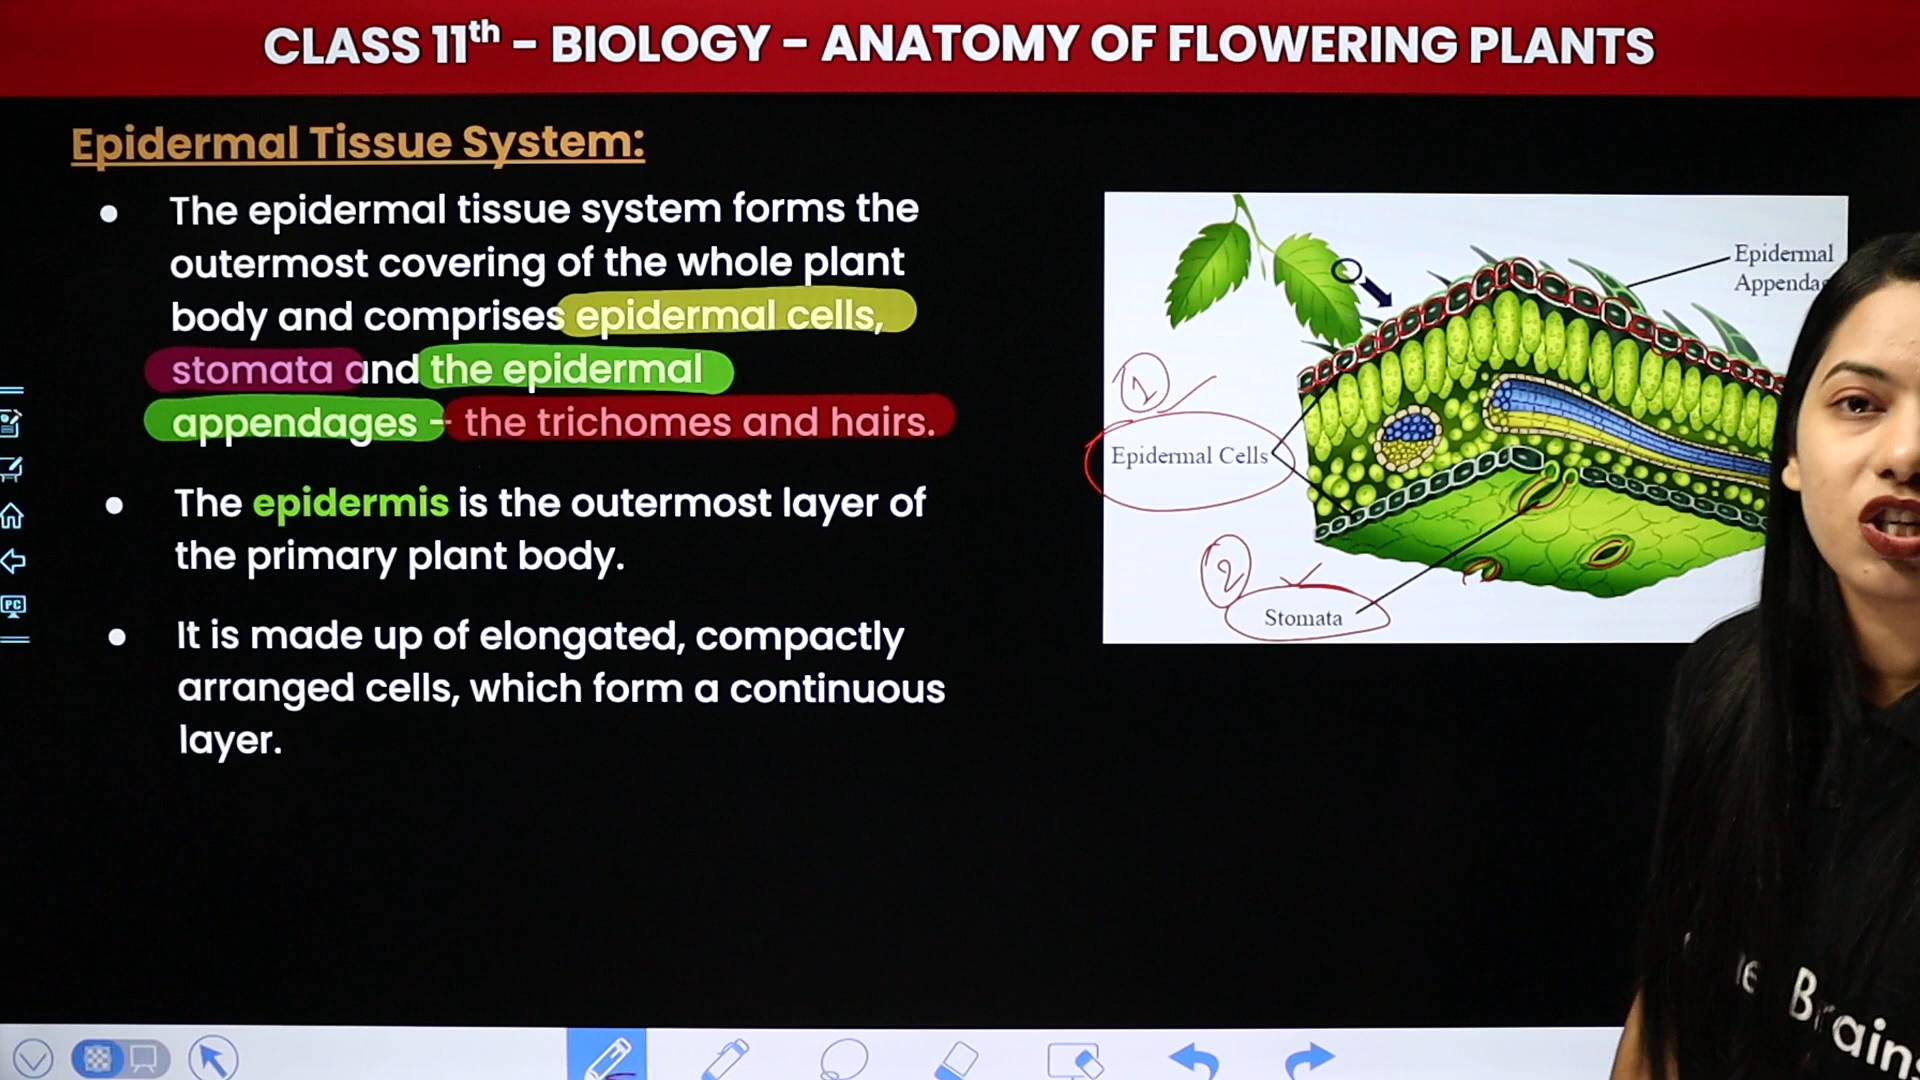 CLASS 11th - BIOLOGY - ANATOMY OF FLOWERING PLANTS
Epidermal Tissue System:
● The epidermal tissue system forms the
outermost covering of the whole plant
body and comprises epidermal cells,
stomata and the epidermal
appendages - the trichomes and hairs.
● The epidermis is the outermost layer of
the primary plant body.
● It is made up of elongated, compactly
arranged cells, which form a continuous
layer.
Epidermal
1
Epidermal Cells
2
Stomata
PC